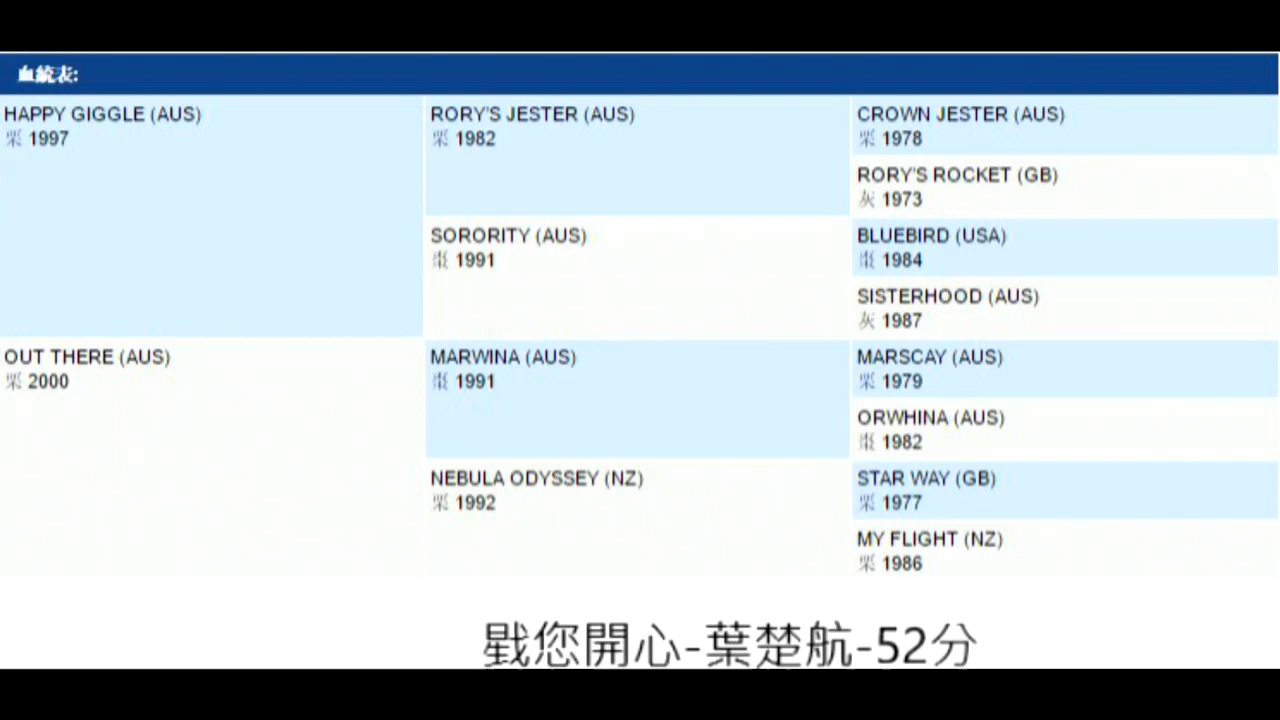 血統表:
HAPPY GIGGLE (AUS)
栗 1997
RORY'S JESTER (AUS)
栗 1982
CROWN JESTER (AUS)
栗 1978
RORY'S ROCKET (GB)
灰 1973
SORORITY (AUS)
棗 1991
BLUEBIRD (USA)
棗 1984
SISTERHOOD (AUS)
灰 1987
OUT THERE (AUS)
栗 2000
MARWINA (AUS)
棗 1991
MARSCAY (AUS)
栗 1979
ORWHINA (AUS)
棗 1982
NEBULA ODYSSEY (NZ)
栗 1992
STAR WAY (GB)
栗 1977
MY FLIGHT (NZ)
栗 1986
戥您開心-葉楚航-52分